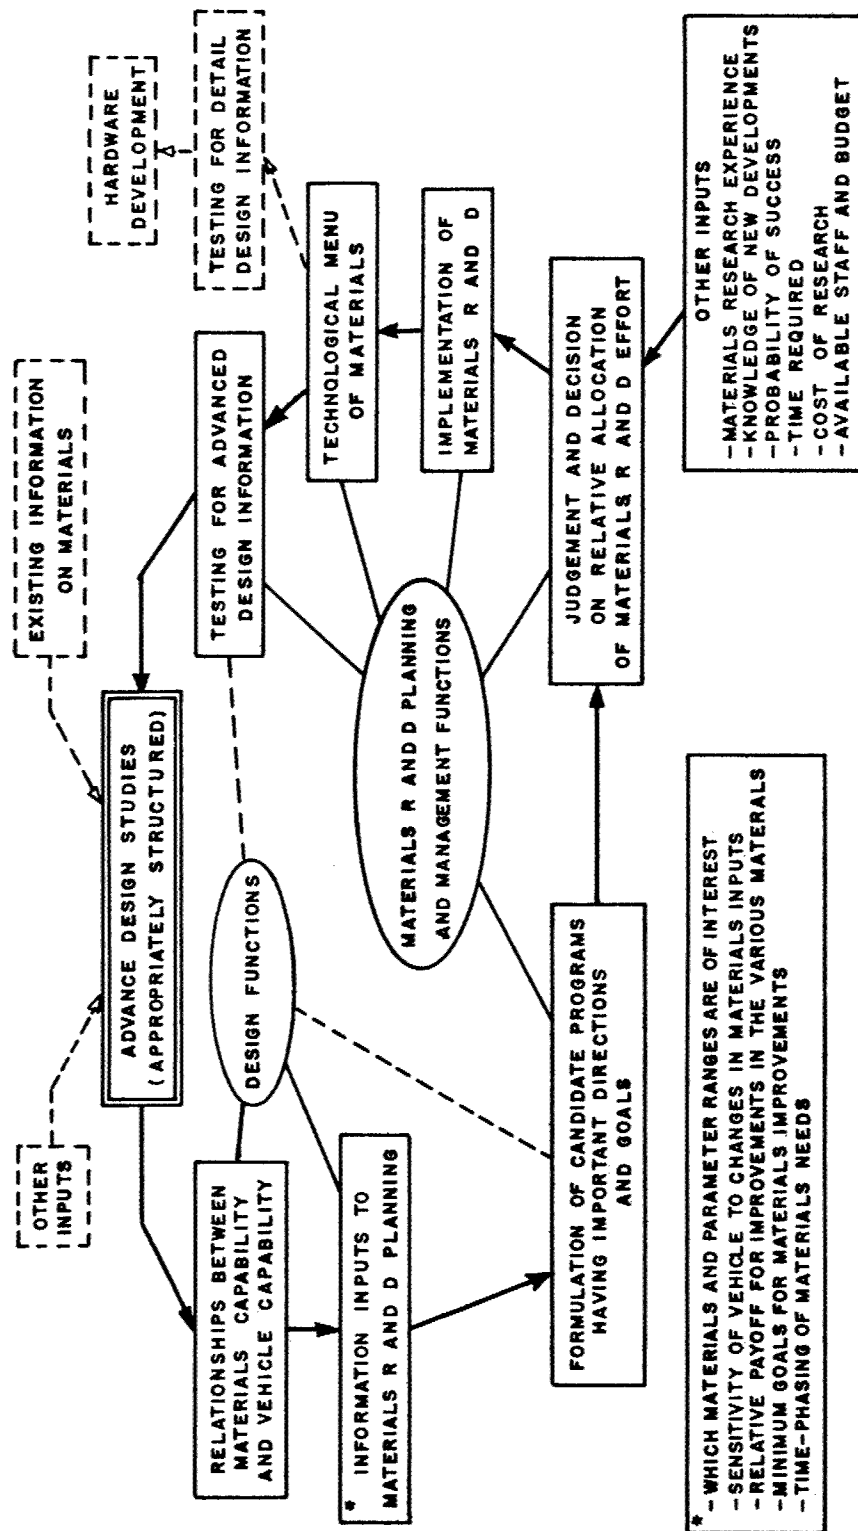 OTHER
INPUTS
EXISTING INFORMATION
ON MATERIALS
HARDWARE
DEVELOPMENT
ADVANCE DESIGN STUDIES
(APPROPRIATELY STRUCTURED)
TESTING FOR DETAIL
DESIGN INFORMATION
RELATIONSHIPS BETWEEN
MATERIALS CAPABILITY
AND VEHICLE CAPABILITY
DESIGN FUNCTIONS
TESTING FOR ADVANCED
DESIGN INFORMATION
TECHNOLOGICAL MENU
OF MATERIALS
* INFORMATION INPUTS TO
MATERIALS R AND D PLANNING
MATERIALS R AND D PLANNING
AND MANAGEMENT FUNCTIONS
IMPLEMENTATION OF
MATERIALS R AND D
FORMULATION OF CANDIDATE PROGRAMS
HAVING IMPORTANT DIRECTIONS
AND GOALS
JUDGEMENT AND DECISION
ON RELATIVE ALLOCATION
OF MATERIALS R AND D EFFORT
*
-WHICH MATERIALS AND PARAMETER RANGES ARE OF INTEREST
-SENSITIVITY OF VEHICLE TO CHANGES IN MATERIALS INPUTS
-RELATIVE PAYOFF FOR IMPROVEMENTS IN THE VARIOUS MATERIALS
-MINIMUM GOALS FOR MATERIALS IMPROVEMENTS
-TIME-PHASING OF MATERIALS NEEDS
OTHER INPUTS
-MATERIALS RESEARCH EXPERIENCE
-KNOWLEDGE OF NEW DEVELOPMENTS
-PROBABILITY OF SUCCESS
-TIME REQUIRED
-COST OF RESEARCH
-AVAILABLE STAFF AND BUDGET